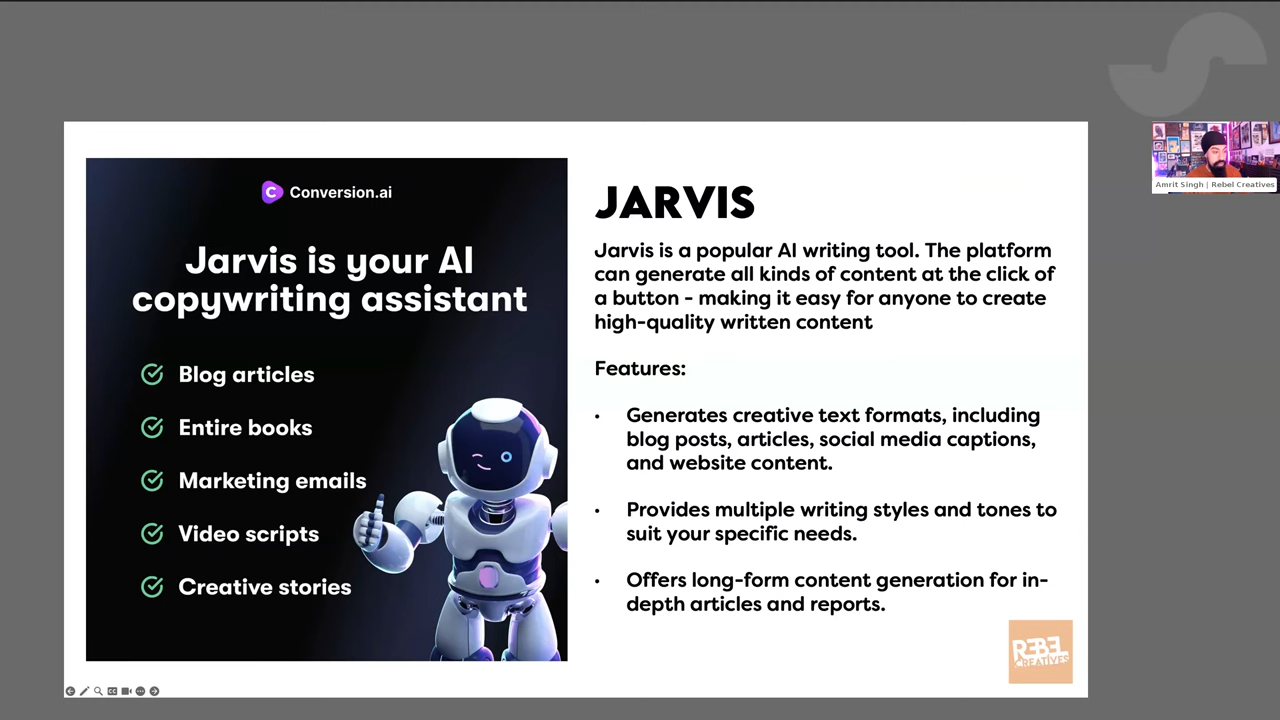 Conversion.ai
Jarvis is your AI
copywriting assistant
Blog articles
Entire books
Marketing emails
Video scripts
Creative stories
JARVIS
Jarvis is a popular AI writing tool. The platform
can generate all kinds of content at the click of
a button - making it easy for anyone to create
high-quality written content
Features:
• Generates creative text formats, including
blog posts, articles, social media captions,
and website content.
• Provides multiple writing styles and tones to
suit your specific needs.
• Offers long-form content generation for in-
depth articles and reports.
REBEL
CREATIVES
Amrit Singh | Rebel Creatives